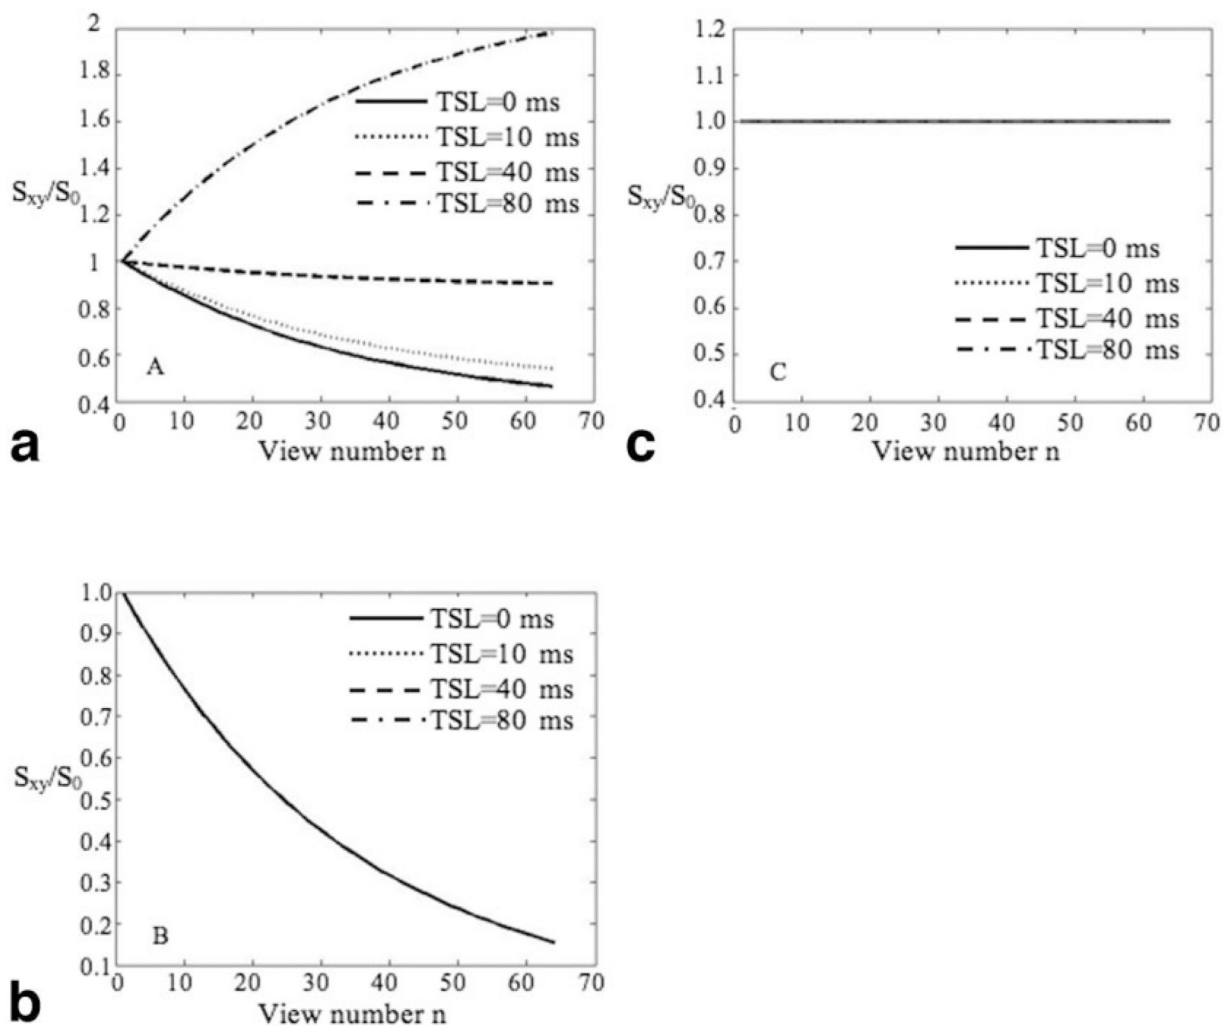 2
1.8
1.6
1.4
1.2
1
0.8
0.6
0.4
S_xy/S_0
TSL=0 ms
TSL=10 ms
TSL=40 ms
TSL=80 ms
A
0 10 20 30 40 50 60 70
View number n
a
1.2
1.1
1.0
0.9
0.8
0.7
0.6
0.5
0.4
S_xy/S_0
TSL=0 ms
TSL=10 ms
TSL=40 ms
TSL=80 ms
C
0 10 20 30 40 50 60 70
View number n
c
1.0
0.9
0.8
0.7
0.6
0.5
0.4
0.3
0.2
0.1
S_xy/S_0
TSL=0 ms
TSL=10 ms
TSL=40 ms
TSL=80 ms
B
0 10 20 30 40 50 60 70
View number n
b